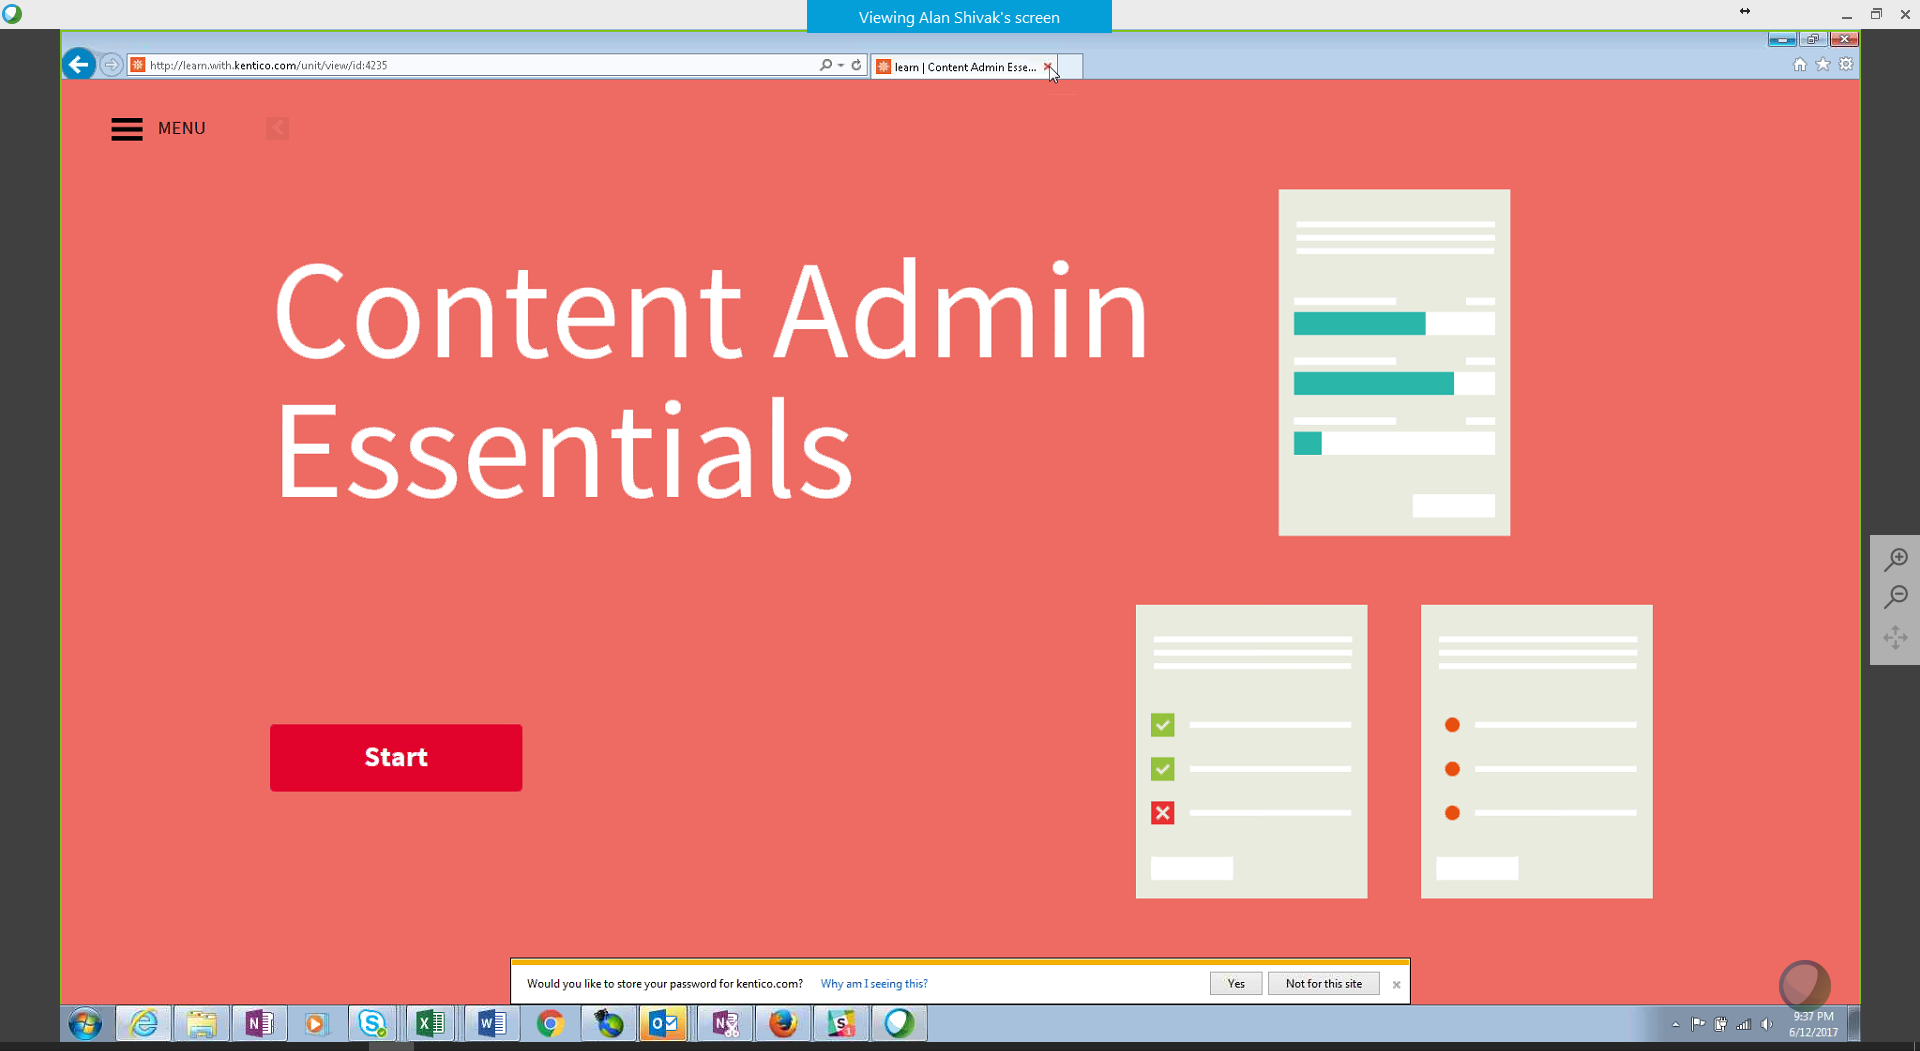 Viewing Alan Shivak's screen
http://learn.with.kentico.com/unit/view/id:4235
learn | Content Admin Esse...
MENU
Content Admin
Essentials
Start
Would you like to store your password for kentico.com? Why am I seeing this? Yes Not for this site
9:37 PM
6/12/2017